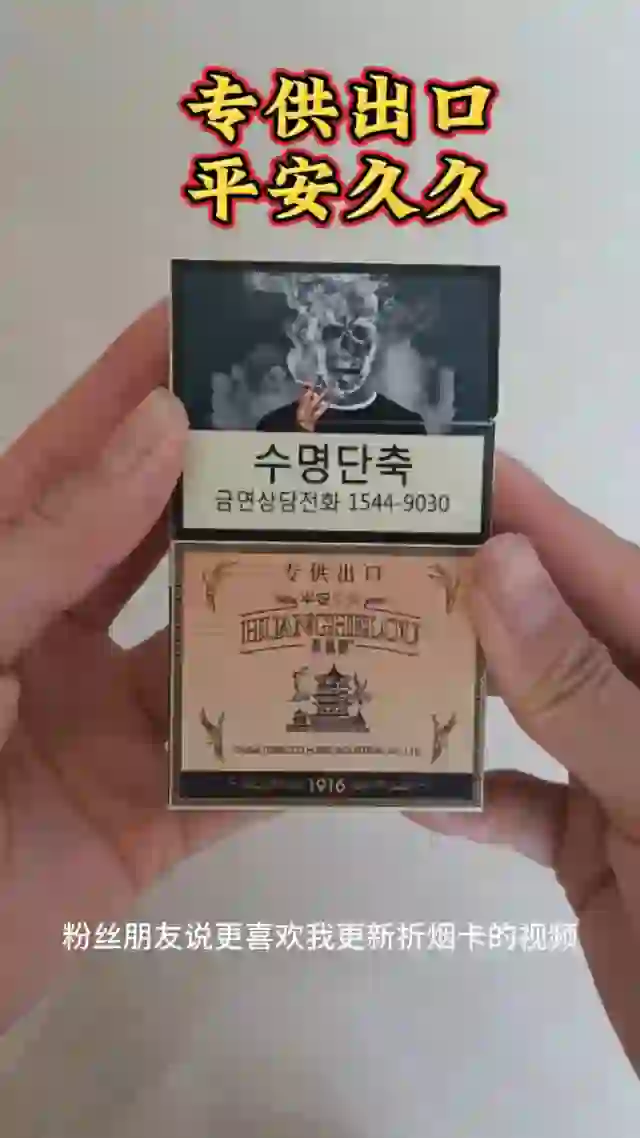 专供出口
平安久久
수명단축
금연상담전화 1544-9030
专供出口
平安
HUANGHELOU
1916
粉丝朋友说更喜欢我更新折烟卡的视频